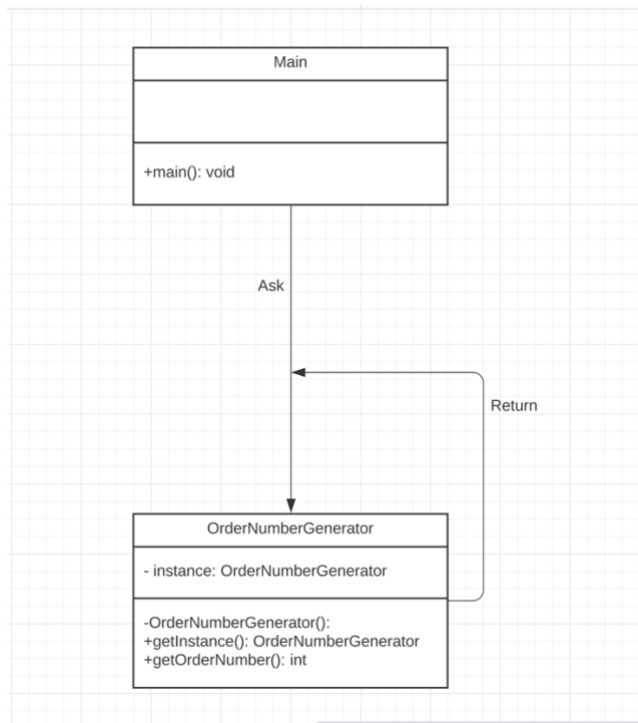 Main
+main(): void
Ask
Return
OrderNumberGenerator
- instance: OrderNumberGenerator
-OrderNumberGenerator():
+getInstance(): OrderNumberGenerator
+getOrderNumber(): int